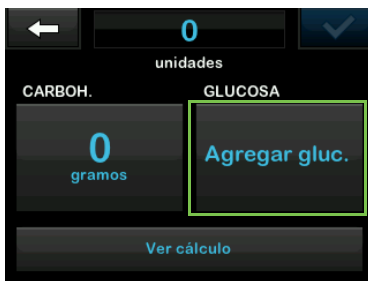 0
unidades
CARBOH.
GLUCOSA
0
gramos
Agregar gluc.
Ver cálculo